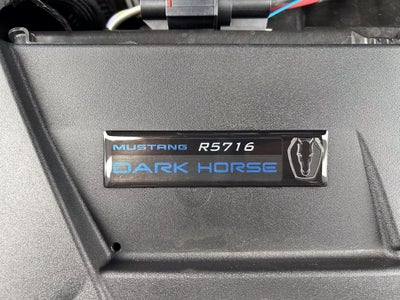 MUSTANG R5716
DARK HORSE